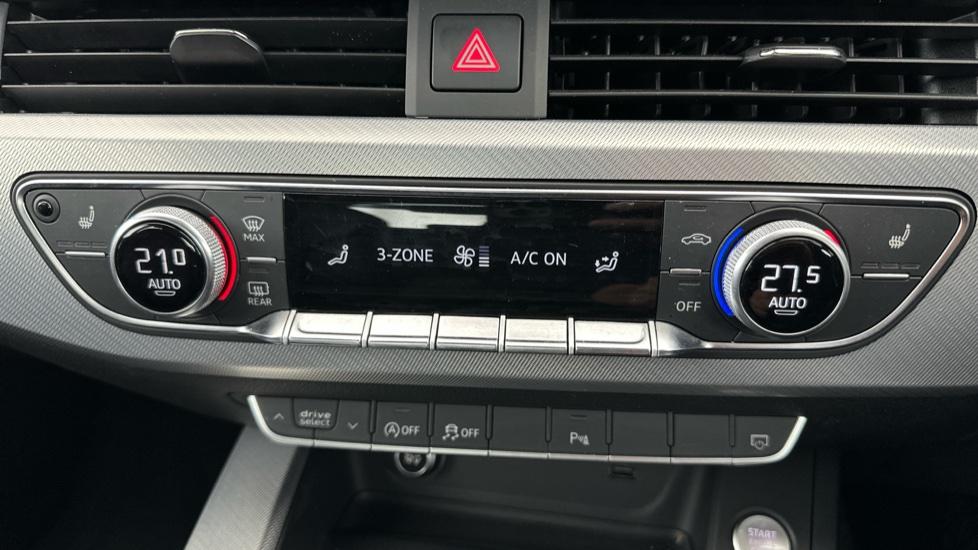 MAX
REAR
21.0
AUTO
3-ZONE
A/C ON
27.5
AUTO
OFF
drive
select
OFF
OFF
P
START